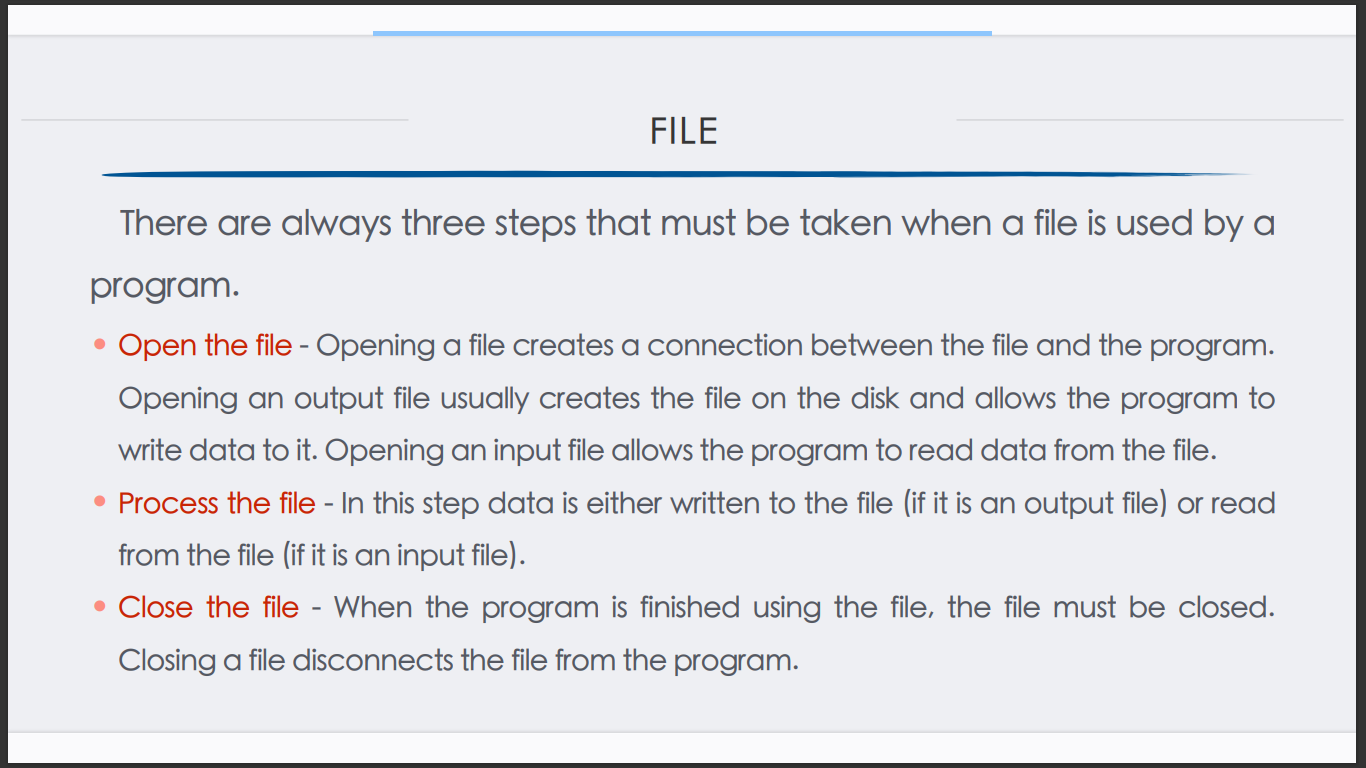 FILE
There are always three steps that must be taken when a file is used by a
program.
• Open the file - Opening a file creates a connection between the file and the program.
Opening an output file usually creates the file on the disk and allows the program to
write data to it. Opening an input file allows the program to read data from the file.
• Process the file - In this step data is either written to the file (if it is an output file) or read
from the file (if it is an input file).
• Close the file - When the program is finished using the file, the file must be closed.
Closing a file disconnects the file from the program.